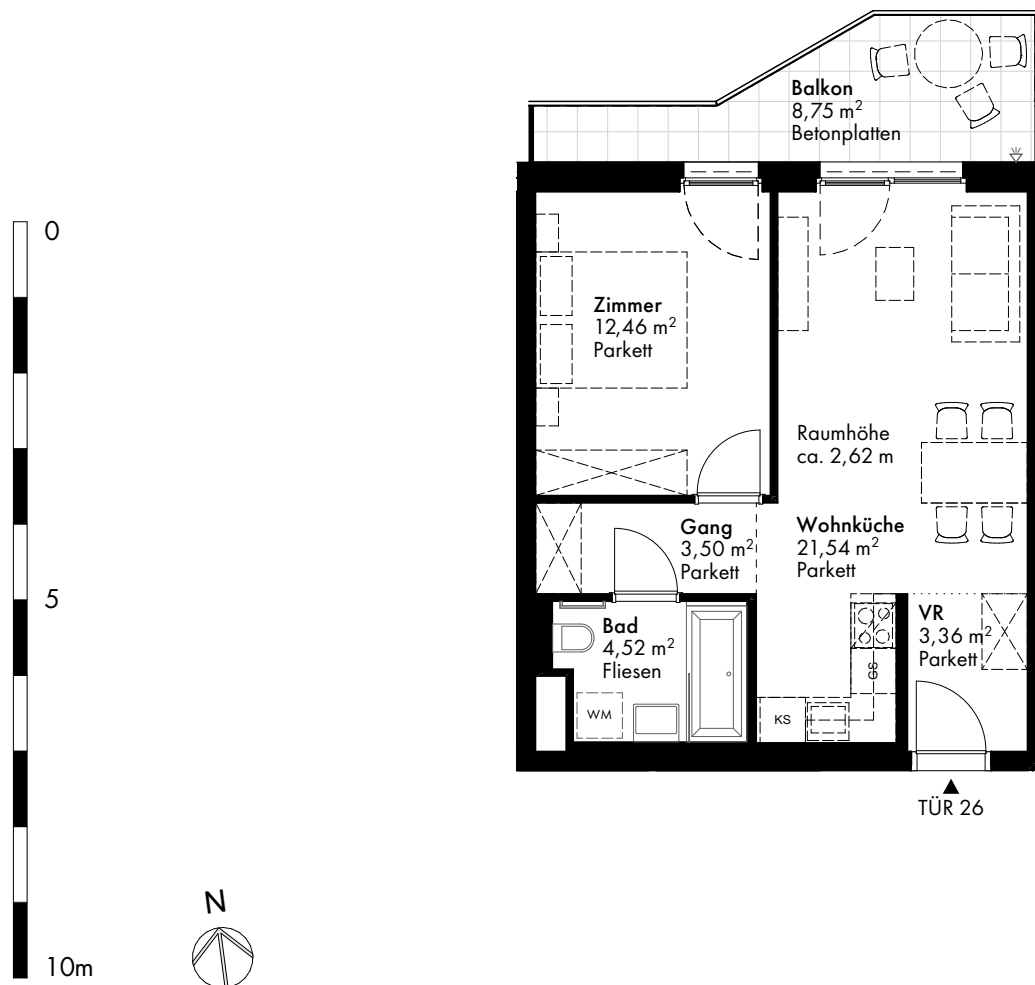 Balkon
8,75 m²
Betonplatten
0
Zimmer
12,46 m²
Parkett
Raumhöhe
ca. 2,62 m
Gang
3,50 m²
Parkett
Wohnküche
21,54 m²
Parkett
5
Bad
4,52 m²
Fliesen
VR
3,36 m²
Parkett
GS
WM
KS
TÜR 26
N
10m